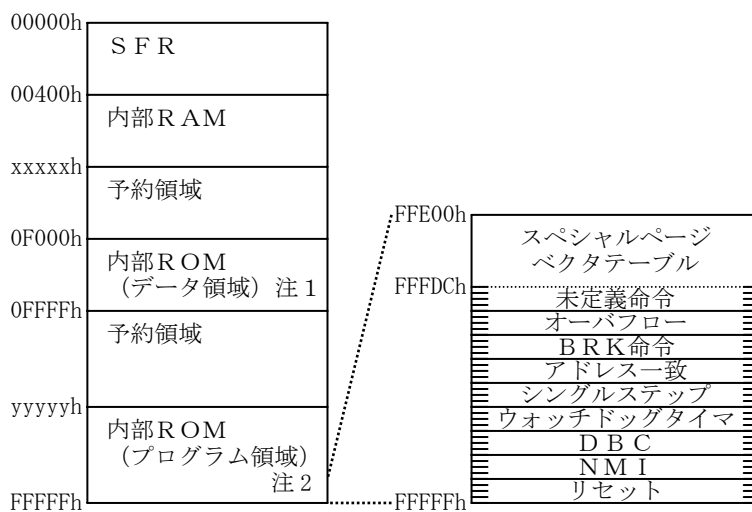 00000h
ＳＦＲ
00400h
内部ＲＡＭ
xxxxxh
予約領域
0F000h
内部ＲＯＭ
（データ領域）注１
0FFFFh
予約領域
yyyyyh
内部ＲＯＭ
（プログラム領域）
注２
FFFFFh
FFE00h
スペシャルページ
ベクタテーブル
FFFDCh
未定義命令
オーバフロー
ＢＲＫ命令
アドレス一致
シングルステップ
ウォッチドッグタイマ
ＤＢＣ
ＮＭＩ
リセット
FFFFFh